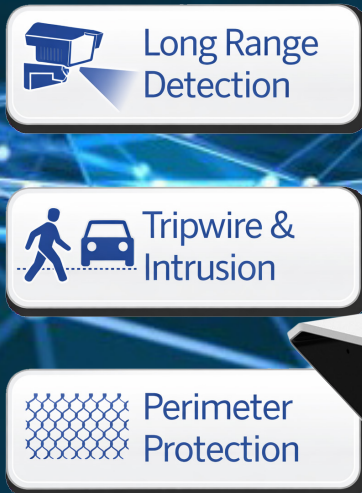 Long Range
Detection
Tripwire &
Intrusion
Perimeter
Protection